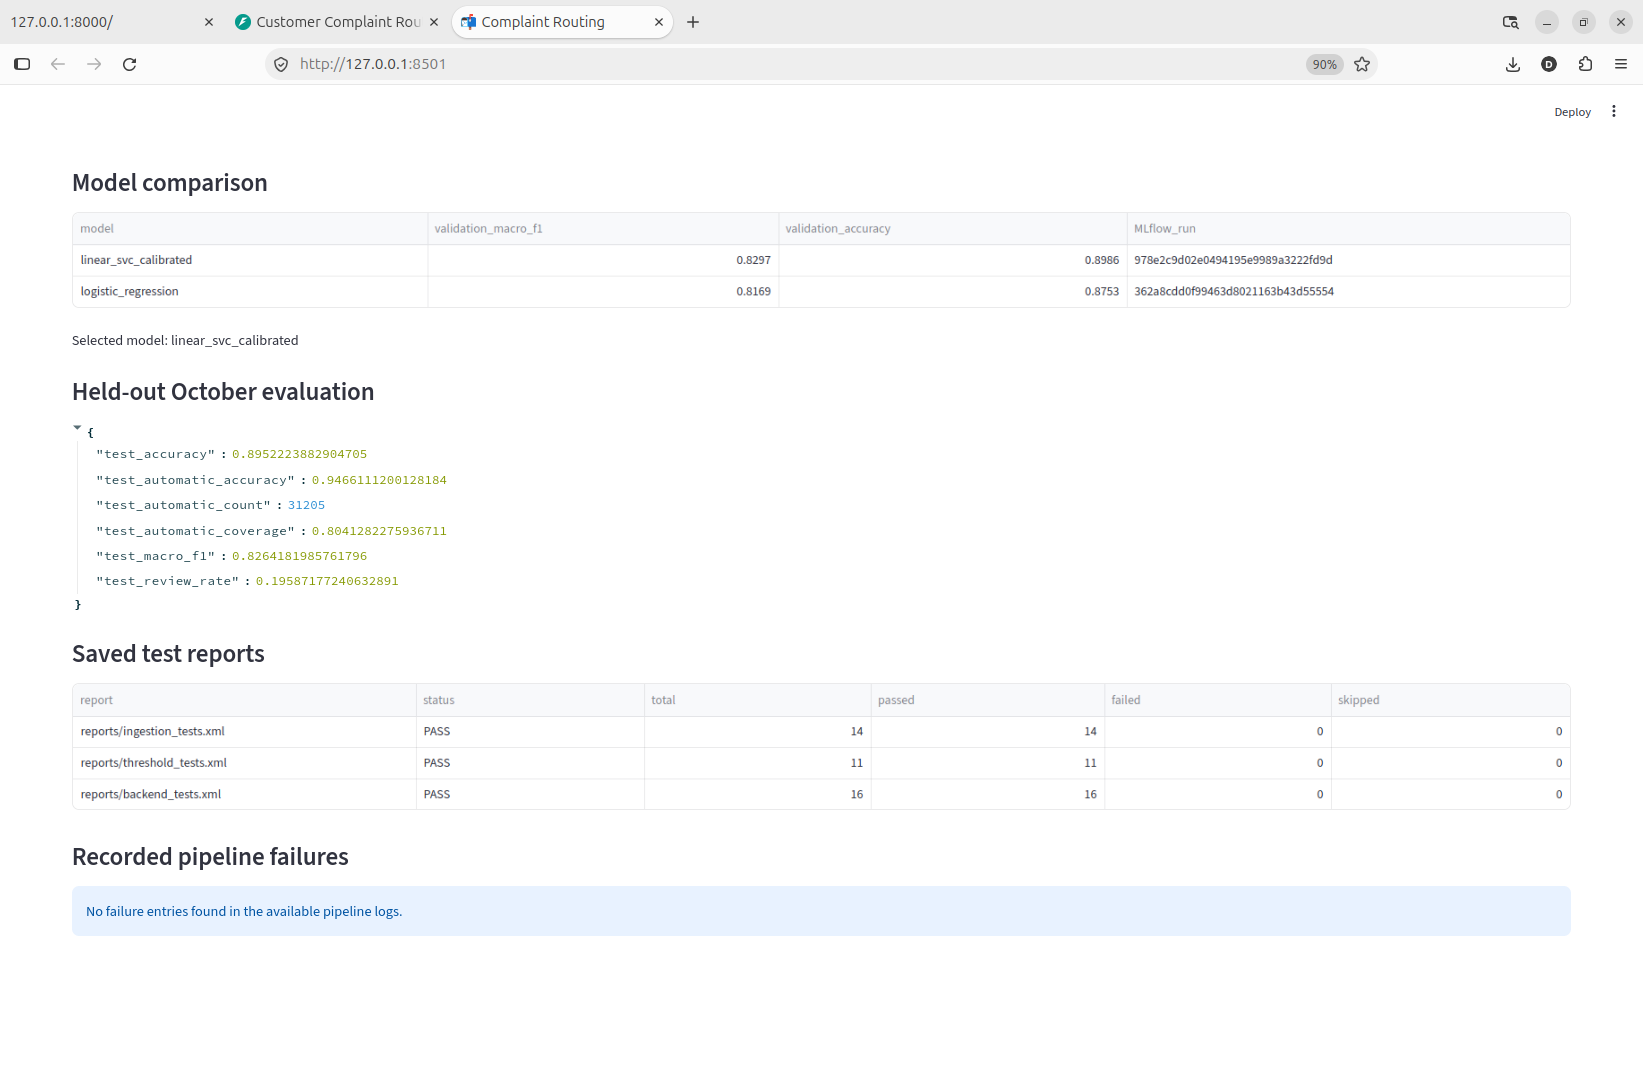 127.0.0.1:8000/
Customer Complaint Rou
Complaint Routing
http://127.0.0.1:8501
90%
D
Deploy
Model comparison
model validation_macro_f1 validation_accuracy MLflow_run
linear_svc_calibrated 0.8297 0.8986 978e2c9d02e0494195e9989a3222fd9d
logistic_regression 0.8169 0.8753 362a8cdd0f99463d8021163b43d55554
Selected model: linear_svc_calibrated
Held-out October evaluation
{
"test_accuracy" : 0.8952223882904705
"test_automatic_accuracy" : 0.9466111200128184
"test_automatic_count" : 31205
"test_automatic_coverage" : 0.8041282275936711
"test_macro_f1" : 0.8264181985761796
"test_review_rate" : 0.19587177240632891
}
Saved test reports
report status total passed failed skipped
reports/ingestion_tests.xml PASS 14 14 0 0
reports/threshold_tests.xml PASS 11 11 0 0
reports/backend_tests.xml PASS 16 16 0 0
Recorded pipeline failures
No failure entries found in the available pipeline logs.